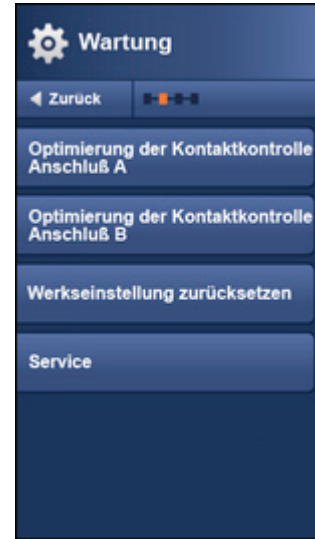 Wartung
Zurück
Optimierung der Kontaktkontrolle
Anschluß A
Optimierung der Kontaktkontrolle
Anschluß B
Werkseinstellung zurücksetzen
Service